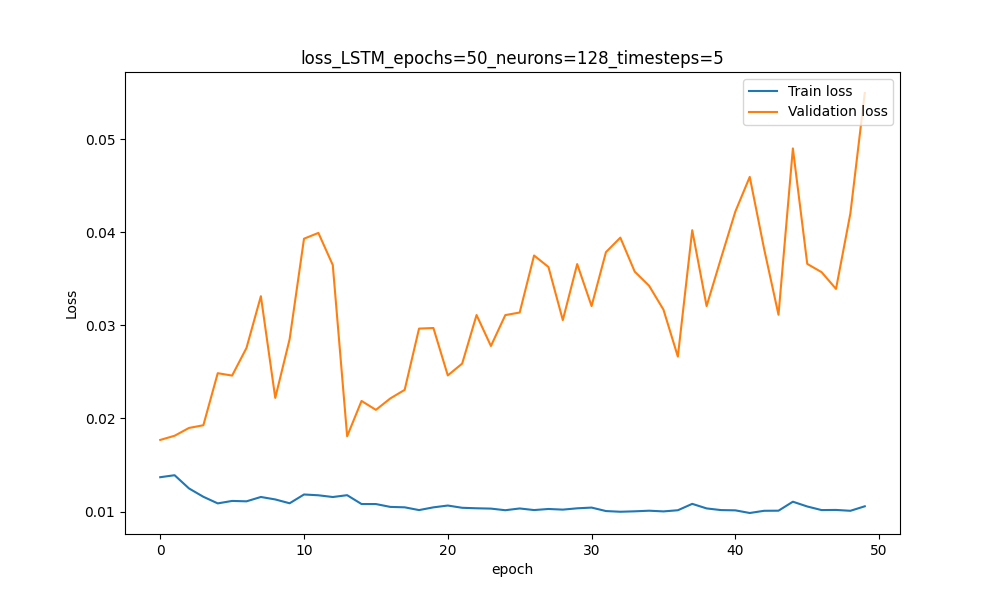 loss_LSTM_epochs=50_neurons=128_timesteps=5
Train loss
Validation loss
0.05
0.04
0.03
0.02
0.01
Loss
0 10 20 30 40 50
epoch